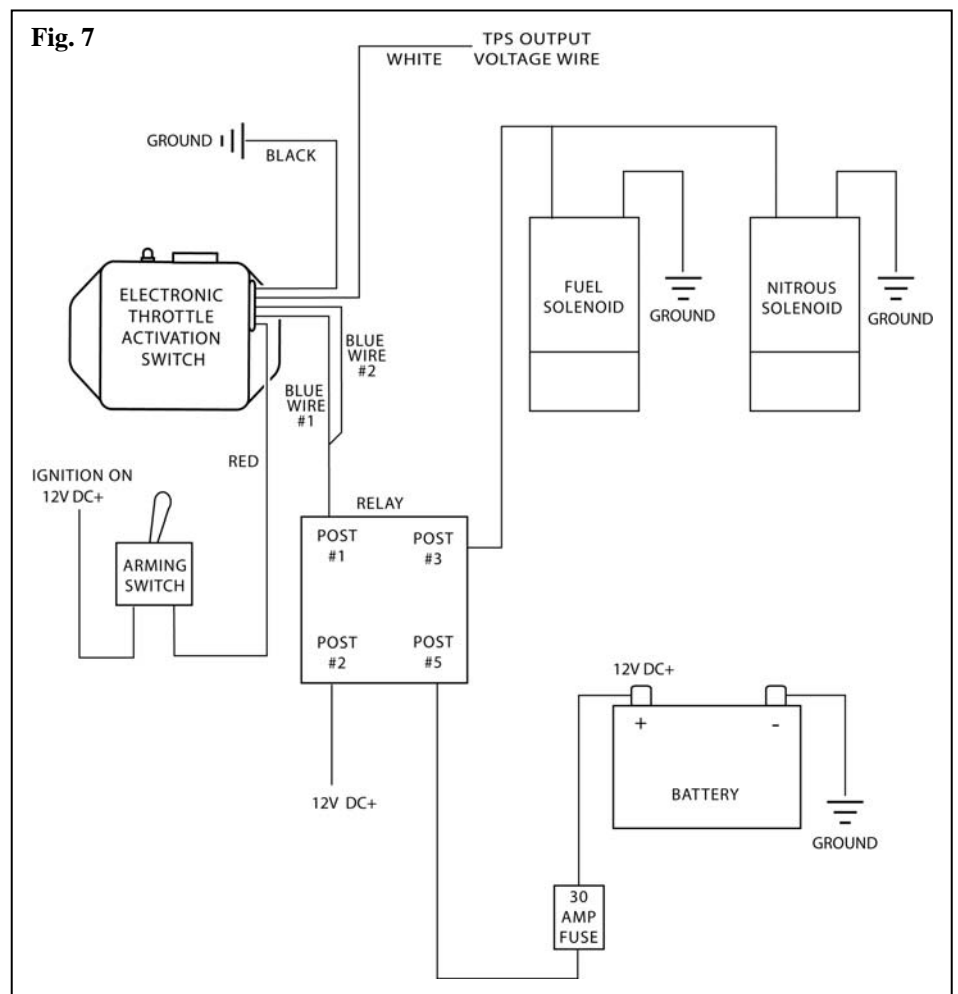 Fig. 7
TPS OUTPUT
VOLTAGE WIRE
WHITE
GROUND
BLACK
ELECTRONIC
THROTTLE
ACTIVATION
SWITCH
BLUE
WIRE
#2
BLUE
WIRE
#1
RED
FUEL
SOLENOID
GROUND
NITROUS
SOLENOID
GROUND
IGNITION ON
12V DC+
ARMING
SWITCH
RELAY
POST
#1
POST
#3
POST
#2
POST
#5
12V DC+
12V DC+
+
-
BATTERY
GROUND
30
AMP
FUSE